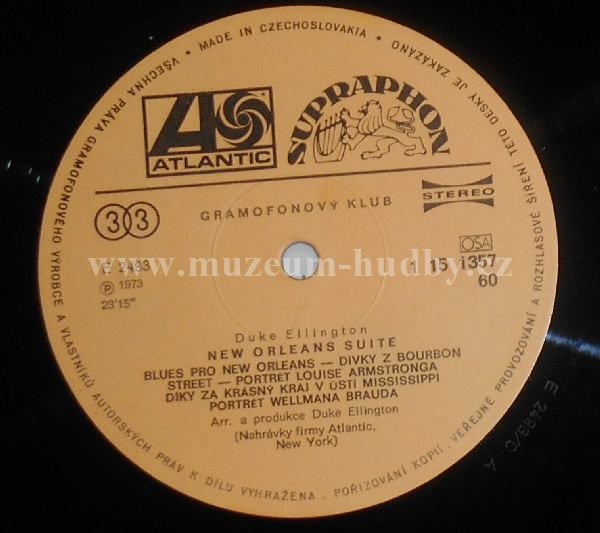 VŠECHNA PRÁVA GRAMOFONOVÉHO VÝROBCE A VLASTNÍKŮ AUTORSKÝCH PRÁV K DÍLU VYHRAŽENA. POŘIZOVÁNÍ KOPIÍ, VEŘEJNÉ PROVOZOVÁNÍ A ROZHLASOVÉ ŠÍŘENÍ TÉTO DESKY JE ZAKÁZÁNO • MADE IN CZECHOSLOVAKIA •
ATLANTIC
SUPRAPHON
33
GRAMOFONOVÝ KLUB
STEREO
OSA
www.muzeum-hudby.cz
E 2493
1 15 1357
℗ 1973
60
23'15"
Duke Ellington
NEW ORLEANS SUITE
BLUES PRO NEW ORLEANS — DÍVKY Z BOURBON
STREET — PORTRÉT LOUISE ARMSTRONGA
DÍKY ZA KRÁSNÝ KRAJ V ÚSTÍ MISSISSIPPI
PORTRÉT WELLMANA BRAUDA
Arr. a produkce Duke Ellington
(Nahrávky firmy Atlantic,
New York)
E 2493/C A